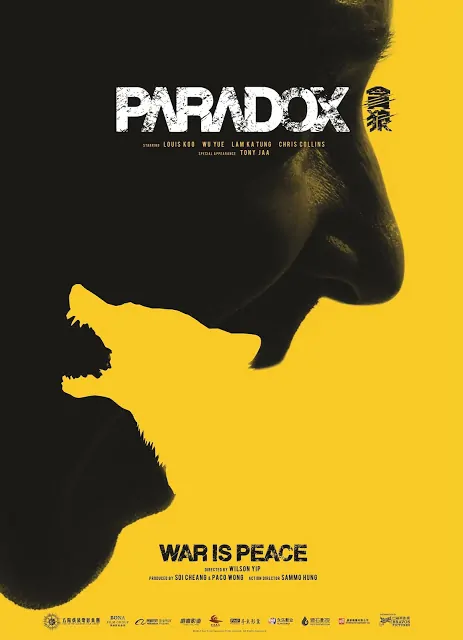 PARADOX
貪狼
STARRING LOUIS KOO WU YUE LAM KA TUNG CHRIS COLLINS
SPECIAL APPEARANCE TONY JAA
WAR IS PEACE
DIRECTED BY WILSON YIP
PRODUCED BY SOI CHEANG & PACO WONG ACTION DIRECTOR SAMMO HUNG
BONA